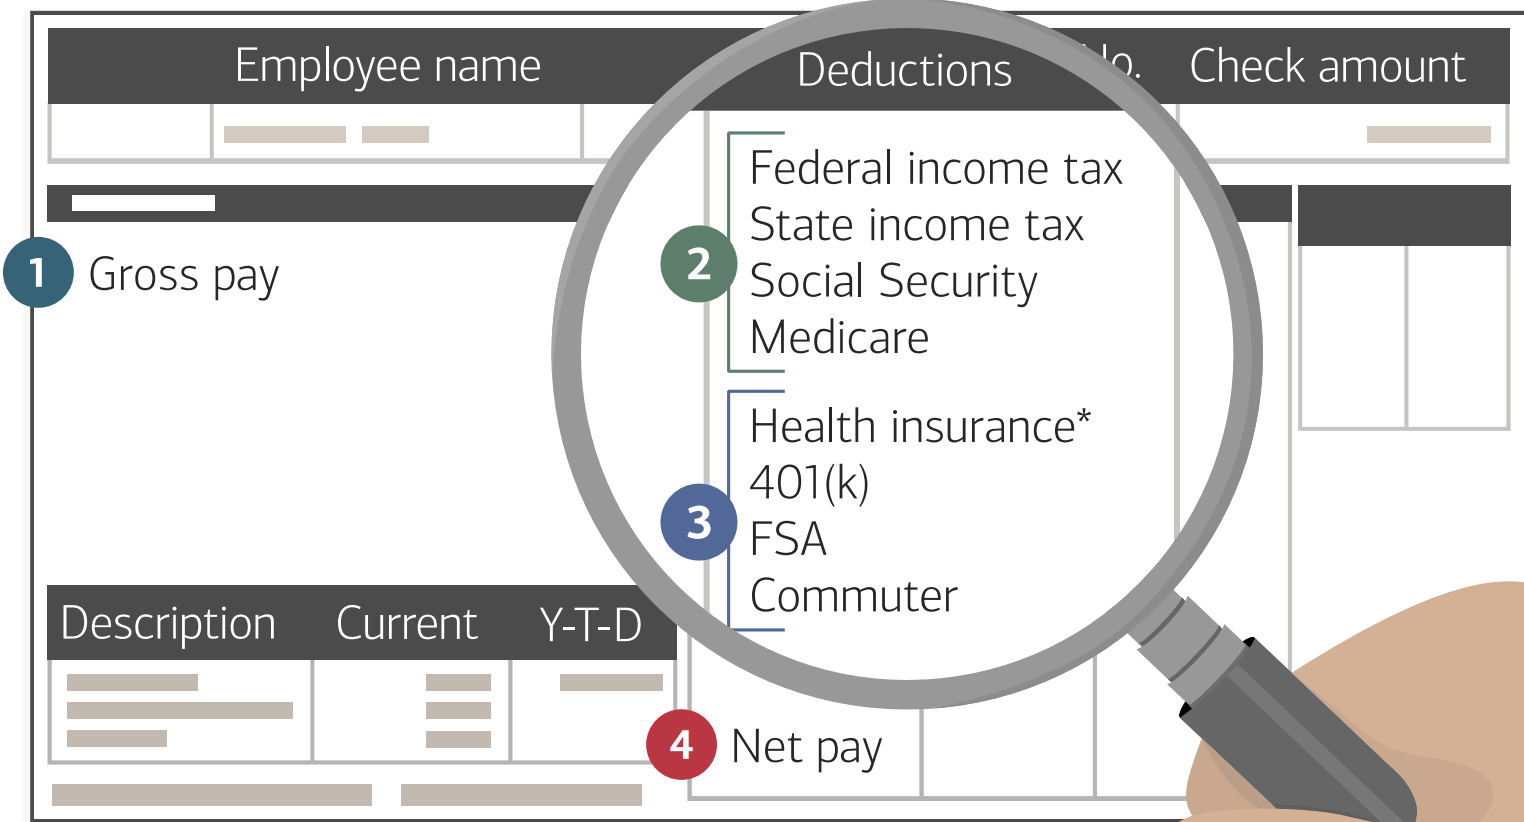 Employee name
Deductions
No.
Check amount
1 Gross pay
2
Federal income tax
State income tax
Social Security
Medicare
3
Health insurance*
401(k)
FSA
Commuter
Description Current Y-T-D
4 Net pay